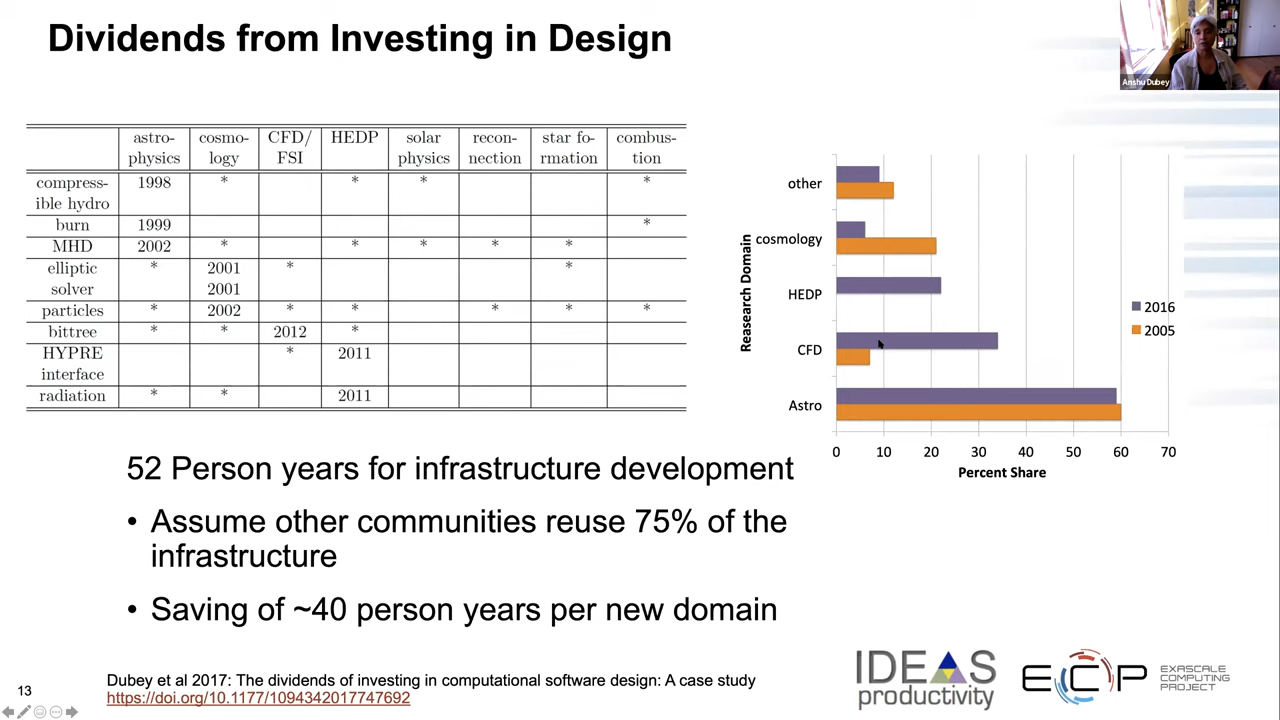 Dividends from Investing in Design
Anshu Dubey
astro- cosmo- CFD/ HEDP solar recon- star fo- combus-
physics logy FSI physics nection rmation tion
compress- 1998 * * * *
ible hydro
burn 1999 *
MHD 2002 * * * * *
elliptic * 2001 * *
solver 2001
particles * 2002 * * * * *
bittree * * 2012 *
HYPRE * 2011
interface
radiation * * 2011
other
cosmology
HEDP
CFD
Astro
Reasearch Domain
2016
2005
0 10 20 30 40 50 60 70
Percent Share
52 Person years for infrastructure development
• Assume other communities reuse 75% of the
infrastructure
• Saving of ~40 person years per new domain
Dubey et al 2017: The dividends of investing in computational software design: A case study
https://doi.org/10.1177/1094342017747692
13
IDEAS
productivity
ECP
EXASCALE
COMPUTING
PROJECT